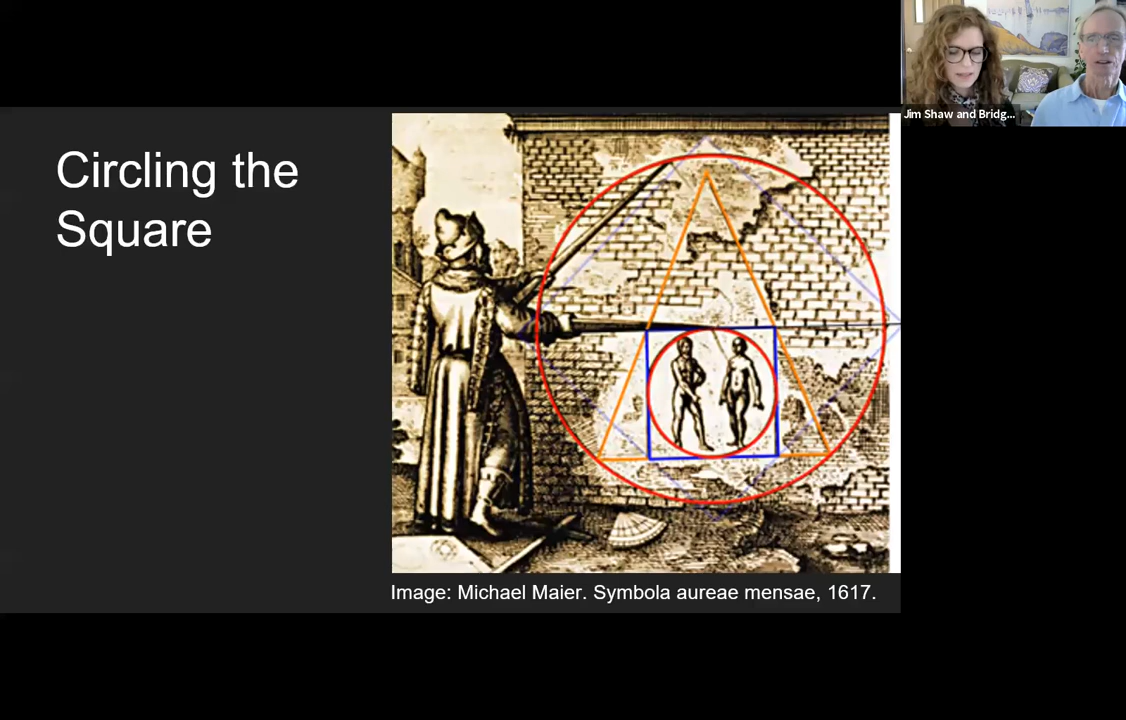 Jim Shaw and Bridg...
Circling the
Square
Image: Michael Maier. Symbola aureae mensae, 1617.